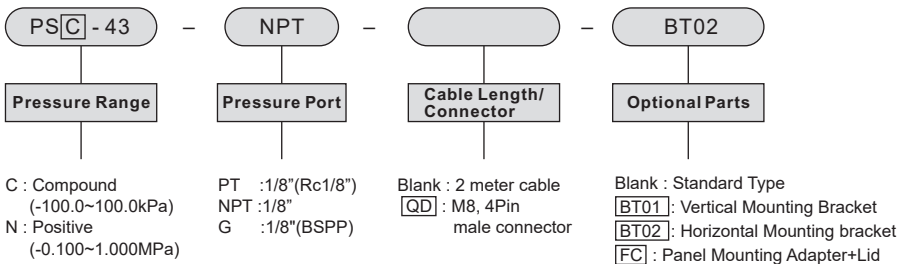 PSC - 43 – NPT – – BT02
Pressure Range
Pressure Port
Cable Length/
Connector
Optional Parts
C : Compound
(-100.0~100.0kPa)
N : Positive
(-0.100~1.000MPa)
PT :1/8”(Rc1/8”)
NPT :1/8”
G :1/8"(BSPP)
Blank : 2 meter cable
QD : M8, 4Pin
male connector
Blank : Standard Type
BT01 : Vertical Mounting Bracket
BT02 : Horizontal Mounting bracket
FC : Panel Mounting Adapter+Lid